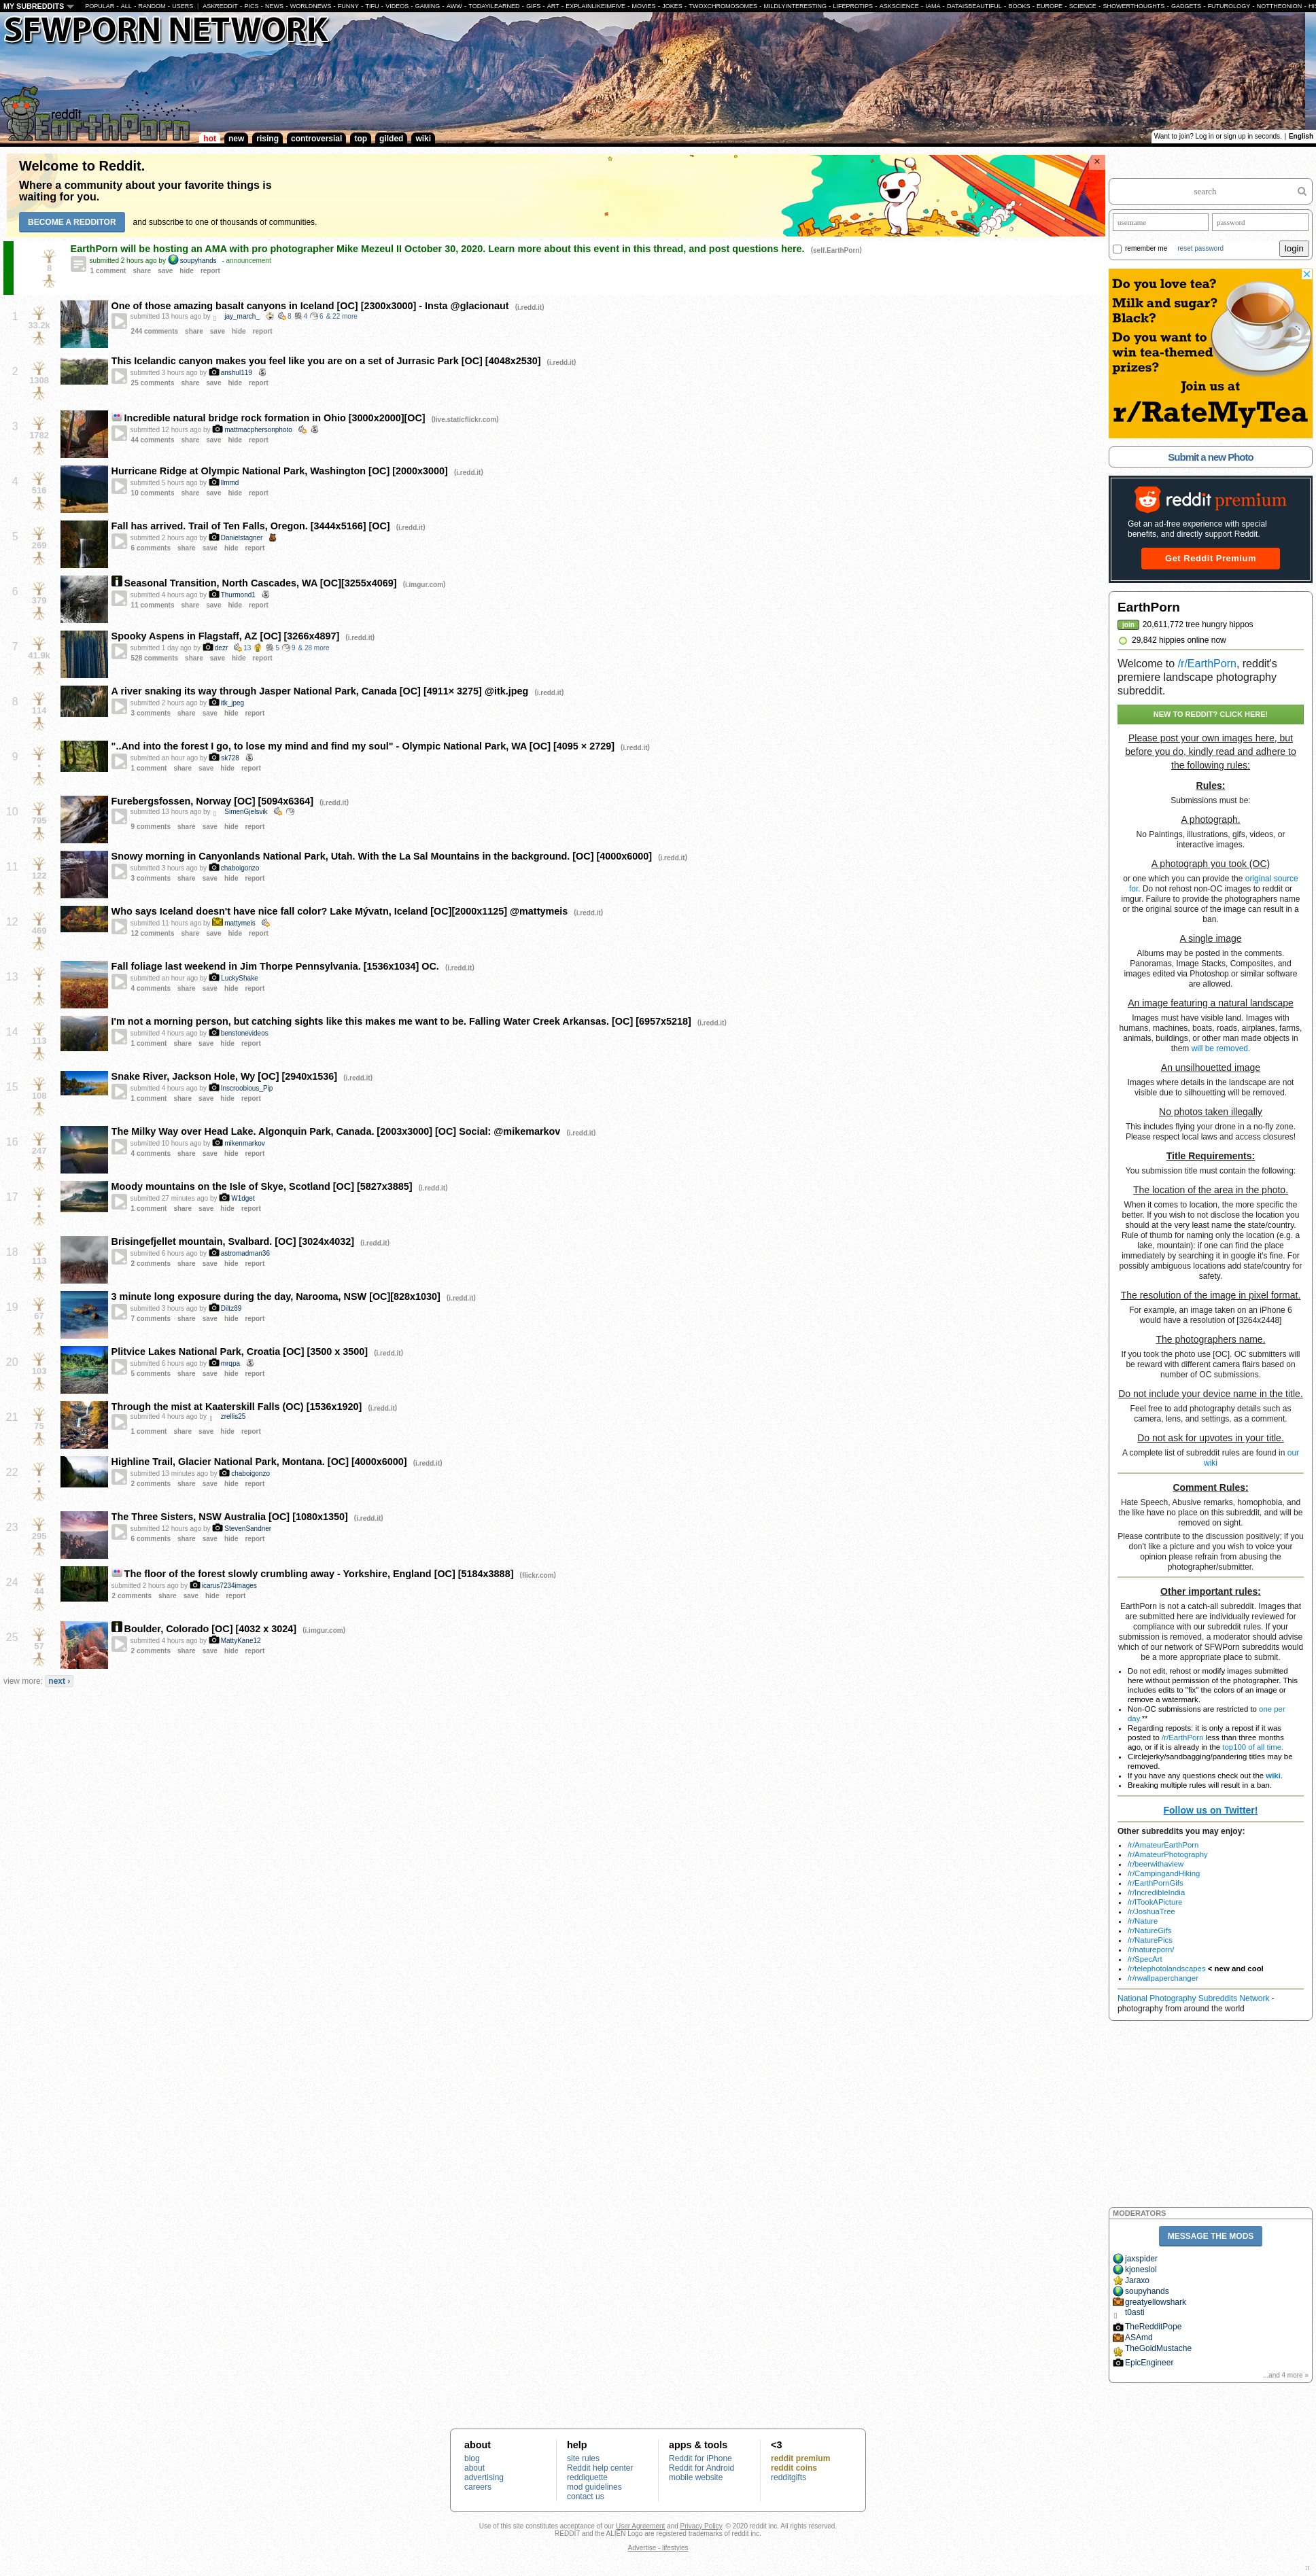 MY SUBREDDITS POPULAR - ALL - RANDOM - USERS | ASKREDDIT - PICS - NEWS - WORLDNEWS - FUNNY - TIFU - VIDEOS - GAMING - AWW - TODAYILEARNED - GIFS - ART - EXPLAINLIKEIMFIVE - MOVIES - JOKES - TWOXCHROMOSOMES - MILDLYINTERESTING - LIFEPROTIPS - ASKSCIENCE - IAMA - DATAISBEAUTIFUL - BOOKS - EUROPE - SCIENCE - SHOWERTHOUGHTS - GADGETS - FUTUROLOGY - NOTTHEONION - HI
SFWPORN NETWORK
reddit
EarthPorn
hot new rising controversial top gilded wiki
Want to join? Log in or sign up in seconds. | English
Welcome to Reddit.
Where a community about your favorite things is
waiting for you.
BECOME A REDDITOR and subscribe to one of thousands of communities.
8
EarthPorn will be hosting an AMA with pro photographer Mike Mezeul II October 30, 2020. Learn more about this event in this thread, and post questions here. (self.EarthPorn)
submitted 2 hours ago by soupyhands - announcement
1 comment share save hide report
1
33.2k
One of those amazing basalt canyons in Iceland [OC] [2300x3000] - Insta @glacionaut (i.redd.it)
submitted 13 hours ago by jay_march_ 8 4 6 & 22 more
244 comments share save hide report
2
1308
This Icelandic canyon makes you feel like you are on a set of Jurrasic Park [OC] [4048x2530] (i.redd.it)
submitted 3 hours ago by anshul119
25 comments share save hide report
3
1782
Incredible natural bridge rock formation in Ohio [3000x2000][OC] (live.staticflickr.com)
submitted 12 hours ago by mattmacphersonphoto
44 comments share save hide report
4
516
Hurricane Ridge at Olympic National Park, Washington [OC] [2000x3000] (i.redd.it)
submitted 5 hours ago by llmmd
10 comments share save hide report
5
269
Fall has arrived. Trail of Ten Falls, Oregon. [3444x5166] [OC] (i.redd.it)
submitted 2 hours ago by Danielstagner
6 comments share save hide report
6
379
Seasonal Transition, North Cascades, WA [OC][3255x4069] (i.imgur.com)
submitted 4 hours ago by Thurmond1
11 comments share save hide report
7
41.9k
Spooky Aspens in Flagstaff, AZ [OC] [3266x4897] (i.redd.it)
submitted 1 day ago by dezr 13 5 9 & 28 more
528 comments share save hide report
8
114
A river snaking its way through Jasper National Park, Canada [OC] [4911× 3275] @itk.jpeg (i.redd.it)
submitted 2 hours ago by itk_jpeg
3 comments share save hide report
9
•
"..And into the forest I go, to lose my mind and find my soul" - Olympic National Park, WA [OC] [4095 × 2729] (i.redd.it)
submitted an hour ago by sk728
1 comment share save hide report
10
795
Furebergsfossen, Norway [OC] [5094x6364] (i.redd.it)
submitted 13 hours ago by SimenGjelsvik
9 comments share save hide report
11
122
Snowy morning in Canyonlands National Park, Utah. With the La Sal Mountains in the background. [OC] [4000x6000] (i.redd.it)
submitted 3 hours ago by chaboigonzo
3 comments share save hide report
12
469
Who says Iceland doesn't have nice fall color? Lake Mývatn, Iceland [OC][2000x1125] @mattymeis (i.redd.it)
submitted 11 hours ago by mattymeis
12 comments share save hide report
13
•
Fall foliage last weekend in Jim Thorpe Pennsylvania. [1536x1034] OC. (i.redd.it)
submitted an hour ago by LuckyShake
4 comments share save hide report
14
113
I'm not a morning person, but catching sights like this makes me want to be. Falling Water Creek Arkansas. [OC] [6957x5218] (i.redd.it)
submitted 4 hours ago by benstonevideos
1 comment share save hide report
15
108
Snake River, Jackson Hole, Wy [OC] [2940x1536] (i.redd.it)
submitted 4 hours ago by Inscroobious_Pip
1 comment share save hide report
16
247
The Milky Way over Head Lake. Algonquin Park, Canada. [2003x3000] [OC] Social: @mikemarkov (i.redd.it)
submitted 10 hours ago by mikenmarkov
4 comments share save hide report
17
•
Moody mountains on the Isle of Skye, Scotland [OC] [5827x3885] (i.redd.it)
submitted 27 minutes ago by W1dget
1 comment share save hide report
18
113
Brisingefjellet mountain, Svalbard. [OC] [3024x4032] (i.redd.it)
submitted 6 hours ago by astromadman36
2 comments share save hide report
19
67
3 minute long exposure during the day, Narooma, NSW [OC][828x1030] (i.redd.it)
submitted 3 hours ago by Diltz89
7 comments share save hide report
20
103
Plitvice Lakes National Park, Croatia [OC] [3500 x 3500] (i.redd.it)
submitted 6 hours ago by mrqpa
5 comments share save hide report
21
75
Through the mist at Kaaterskill Falls (OC) [1536x1920] (i.redd.it)
submitted 4 hours ago by zrellis25
1 comment share save hide report
22
•
Highline Trail, Glacier National Park, Montana. [OC] [4000x6000] (i.redd.it)
submitted 13 minutes ago by chaboigonzo
2 comments share save hide report
23
295
The Three Sisters, NSW Australia [OC] [1080x1350] (i.redd.it)
submitted 12 hours ago by StevenSandner
6 comments share save hide report
24
44
The floor of the forest slowly crumbling away - Yorkshire, England [OC] [5184x3888] (flickr.com)
submitted 2 hours ago by icarus7234images
2 comments share save hide report
25
57
Boulder, Colorado [OC] [4032 x 3024] (i.imgur.com)
submitted 4 hours ago by MattyKane12
2 comments share save hide report
view more: next ›
search
username password
remember me reset password login
Do you love tea?
Milk and sugar?
Black?
Do you want to
win tea-themed
prizes?
Join us at
r/RateMyTea
Submit a new Photo
reddit premium
Get an ad-free experience with special
benefits, and directly support Reddit.
Get Reddit Premium
EarthPorn
join 20,611,772 tree hungry hippos
29,842 hippies online now
Welcome to /r/EarthPorn, reddit's
premiere landscape photography
subreddit.
NEW TO REDDIT? CLICK HERE!
Please post your own images here, but
before you do, kindly read and adhere to
the following rules:
Rules:
Submissions must be:
A photograph.
No Paintings, illustrations, gifs, videos, or
interactive images.
A photograph you took (OC)
or one which you can provide the original source
for. Do not rehost non-OC images to reddit or
imgur. Failure to provide the photographers name
or the original source of the image can result in a
ban.
A single image
Albums may be posted in the comments.
Panoramas, Image Stacks, Composites, and
images edited via Photoshop or similar software
are allowed.
An image featuring a natural landscape
Images must have visible land. Images with
humans, machines, boats, roads, airplanes, farms,
animals, buildings, or other man made objects in
them will be removed.
An unsilhouetted image
Images where details in the landscape are not
visible due to silhouetting will be removed.
No photos taken illegally
This includes flying your drone in a no-fly zone.
Please respect local laws and access closures!
Title Requirements:
You submission title must contain the following:
The location of the area in the photo.
When it comes to location, the more specific the
better. If you wish to not disclose the location you
should at the very least name the state/country.
Rule of thumb for naming only the location (e.g. a
lake, mountain): if one can find the place
immediately by searching it in google it's fine. For
possibly ambiguous locations add state/country for
safety.
The resolution of the image in pixel format.
For example, an image taken on an iPhone 6
would have a resolution of [3264x2448]
The photographers name.
If you took the photo use [OC]. OC submitters will
be reward with different camera flairs based on
number of OC submissions.
Do not include your device name in the title.
Feel free to add photography details such as
camera, lens, and settings, as a comment.
Do not ask for upvotes in your title.
A complete list of subreddit rules are found in our
wiki
Comment Rules:
Hate Speech, Abusive remarks, homophobia, and
the like have no place on this subreddit, and will be
removed on sight.
Please contribute to the discussion positively; if you
don't like a picture and you wish to voice your
opinion please refrain from abusing the
photographer/submitter.
Other important rules:
EarthPorn is not a catch-all subreddit. Images that
are submitted here are individually reviewed for
compliance with our subreddit rules. If your
submission is removed, a moderator should advise
which of our network of SFWPorn subreddits would
be a more appropriate place to submit.
• Do not edit, rehost or modify images submitted
here without permission of the photographer. This
includes edits to "fix" the colors of an image or
remove a watermark.
• Non-OC submissions are restricted to one per
day.**
• Regarding reposts: it is only a repost if it was
posted to /r/EarthPorn less than three months
ago, or if it is already in the top100 of all time.
• Circlejerky/sandbagging/pandering titles may be
removed.
• If you have any questions check out the wiki.
• Breaking multiple rules will result in a ban.
Follow us on Twitter!
Other subreddits you may enjoy:
• /r/AmateurEarthPorn
• /r/AmateurPhotography
• /r/beerwithaview
• /r/CampingandHiking
• /r/EarthPornGifs
• /r/IncredibleIndia
• /r/ITookAPicture
• /r/JoshuaTree
• /r/Nature
• /r/NatureGifs
• /r/NaturePics
• /r/natureporn/
• /r/SpecArt
• /r/telephotolandscapes < new and cool
• /r/rwallpaperchanger
National Photography Subreddits Network -
photography from around the world
MODERATORS
MESSAGE THE MODS
jaxspider
kjoneslol
Jaraxo
soupyhands
greatyellowshark
t0asti
TheRedditPope
ASAmd
TheGoldMustache
EpicEngineer
...and 4 more »
about
blog
about
advertising
careers
help
site rules
Reddit help center
reddiquette
mod guidelines
contact us
apps & tools
Reddit for iPhone
Reddit for Android
mobile website
<3
reddit premium
reddit coins
redditgifts
Use of this site constitutes acceptance of our User Agreement and Privacy Policy. © 2020 reddit inc. All rights reserved.
REDDIT and the ALIEN Logo are registered trademarks of reddit inc.
Advertise - lifestyles
π